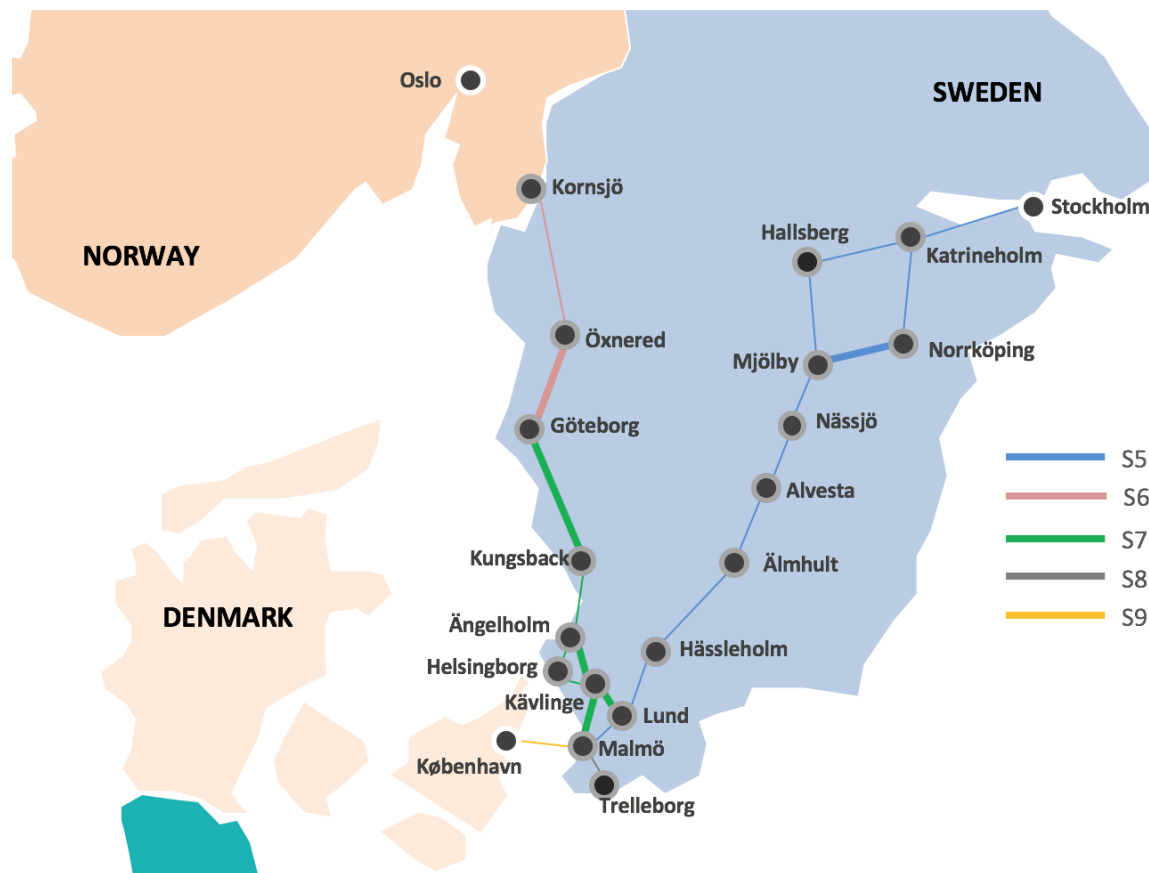 Oslo
SWEDEN
Kornsjö
Stockholm
Hallsberg
NORWAY
Katrineholm
Öxnered
Norrköping
Mjölby
Göteborg
Nässjö
S5
Alvesta
S6
S7
Kungsback
Älmhult
S8
DENMARK
S9
Ängelholm
Hässleholm
Helsingborg
Kävlinge
Lund
Malmö
København
Trelleborg